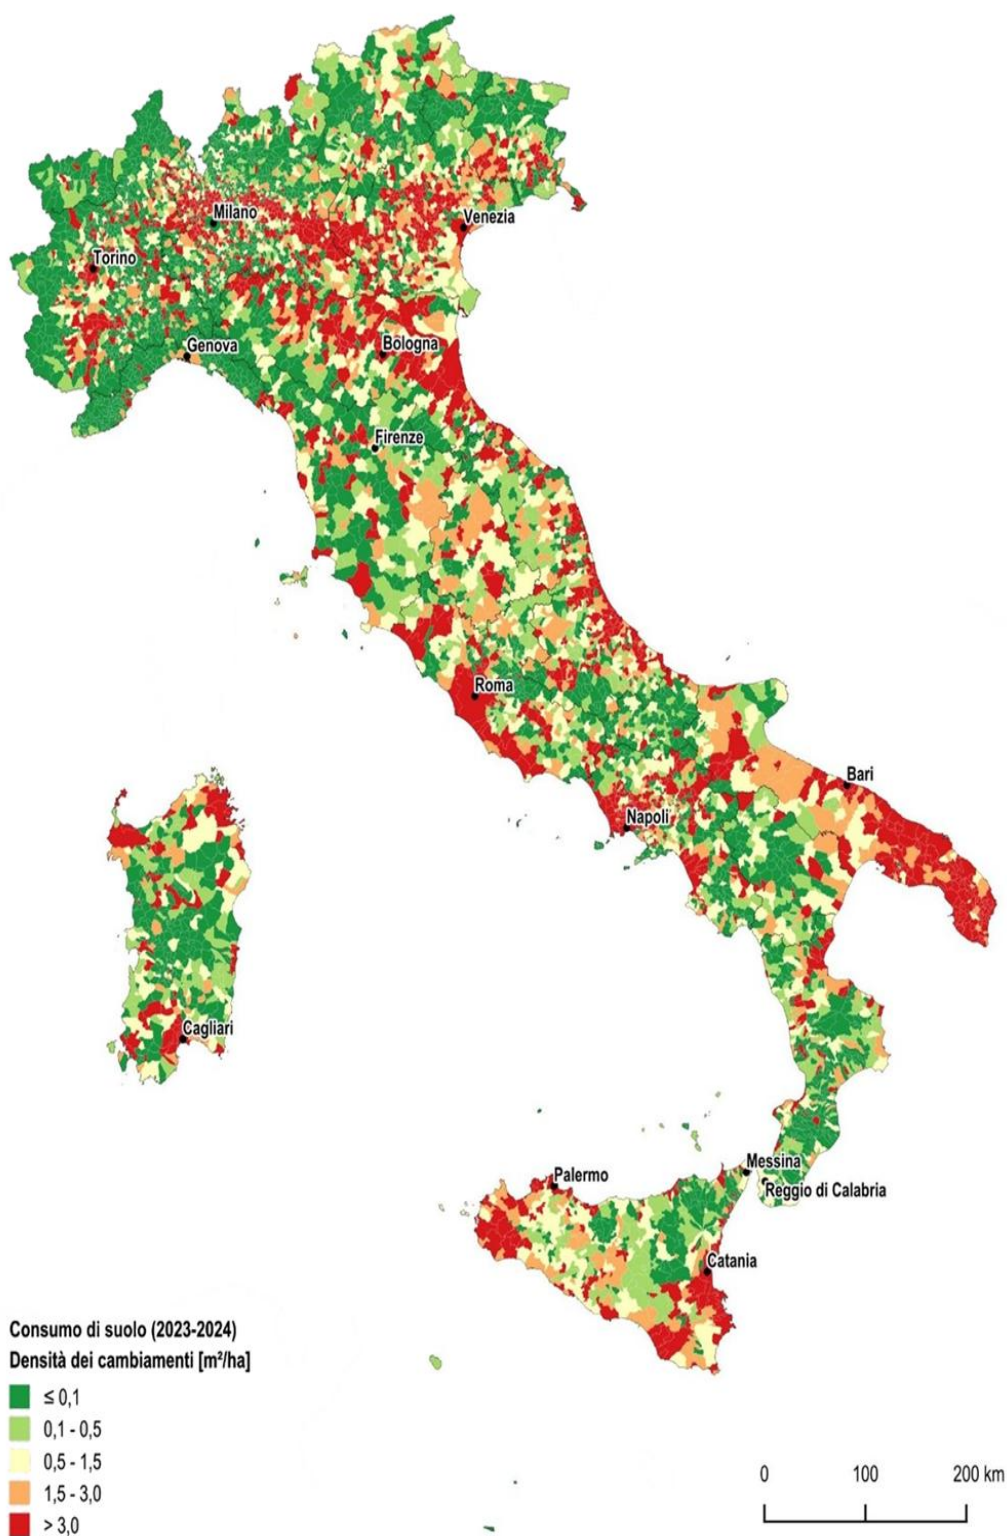 Milano
Venezia
Torino
Genova
Bologna
Firenze
Roma
Bari
Napoli
Cagliari
Messina
Palermo
Reggio di Calabria
Catania
Consumo di suolo (2023-2024)
Densità dei cambiamenti [m²/ha]
≤ 0,1
0,1 - 0,5
0,5 - 1,5
1,5 - 3,0
> 3,0
0 100 200 km